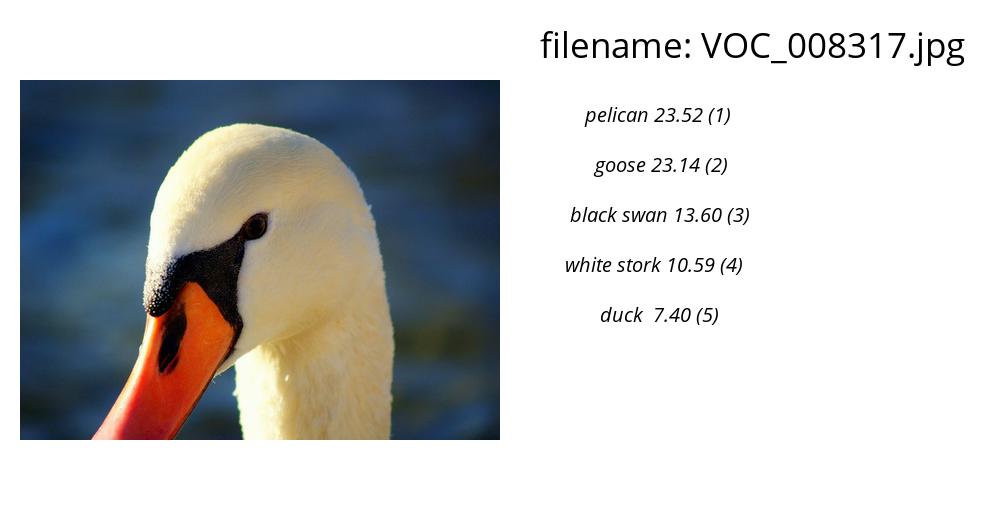 filename: VOC_008317.jpg
pelican 23.52 (1)
goose 23.14 (2)
black swan 13.60 (3)
white stork 10.59 (4)
duck 7.40 (5)